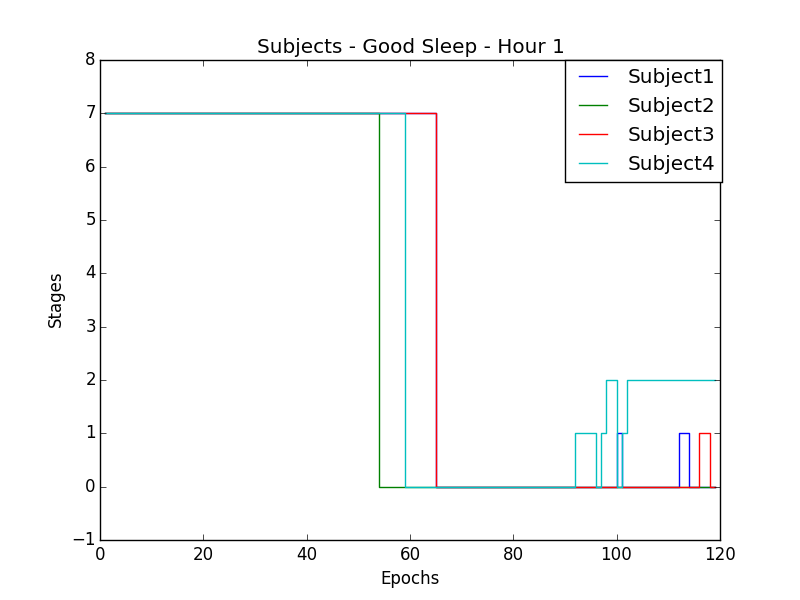 Subjects - Good Sleep - Hour 1
8
7
6
5
4
3
2
1
0
−1
Stages
Subject1
Subject2
Subject3
Subject4
0 20 40 60 80 100 120
Epochs